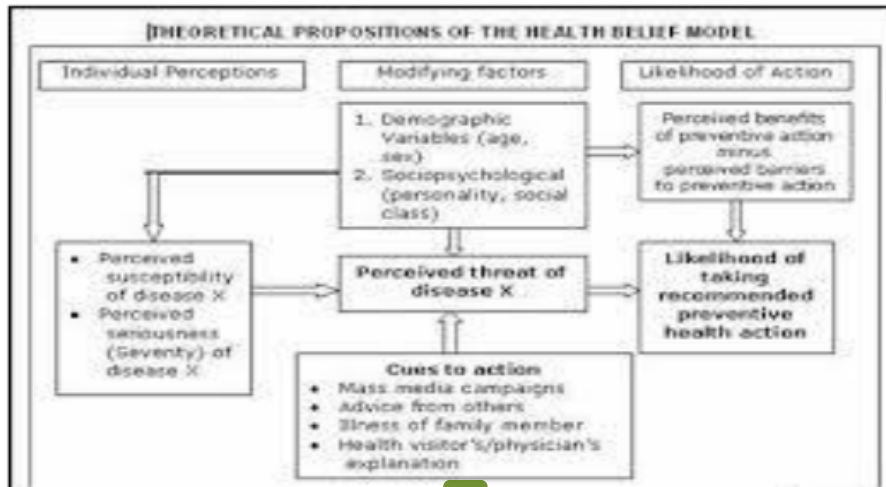 THEORETICAL PROPOSITIONS OF THE HEALTH BELIEF MODEL
Individual Perceptions
Modifying factors
Likelihood of Action
1. Demographic
Variables (age,
sex)
2. Sociopsychological
(personality, social
class)
Perceived benefits
of preventive action
minus
perceived barriers
to preventive action
• Perceived
susceptibility
of disease X
• Perceived
seriousness
(Severity) of
disease X
Perceived threat of
disease X
Likelihood of
taking
recommended
preventive
health action
Cues to action
• Mass media campaigns
• Advice from others
• Illness of family member
• Health visitor's/physician's
explanation